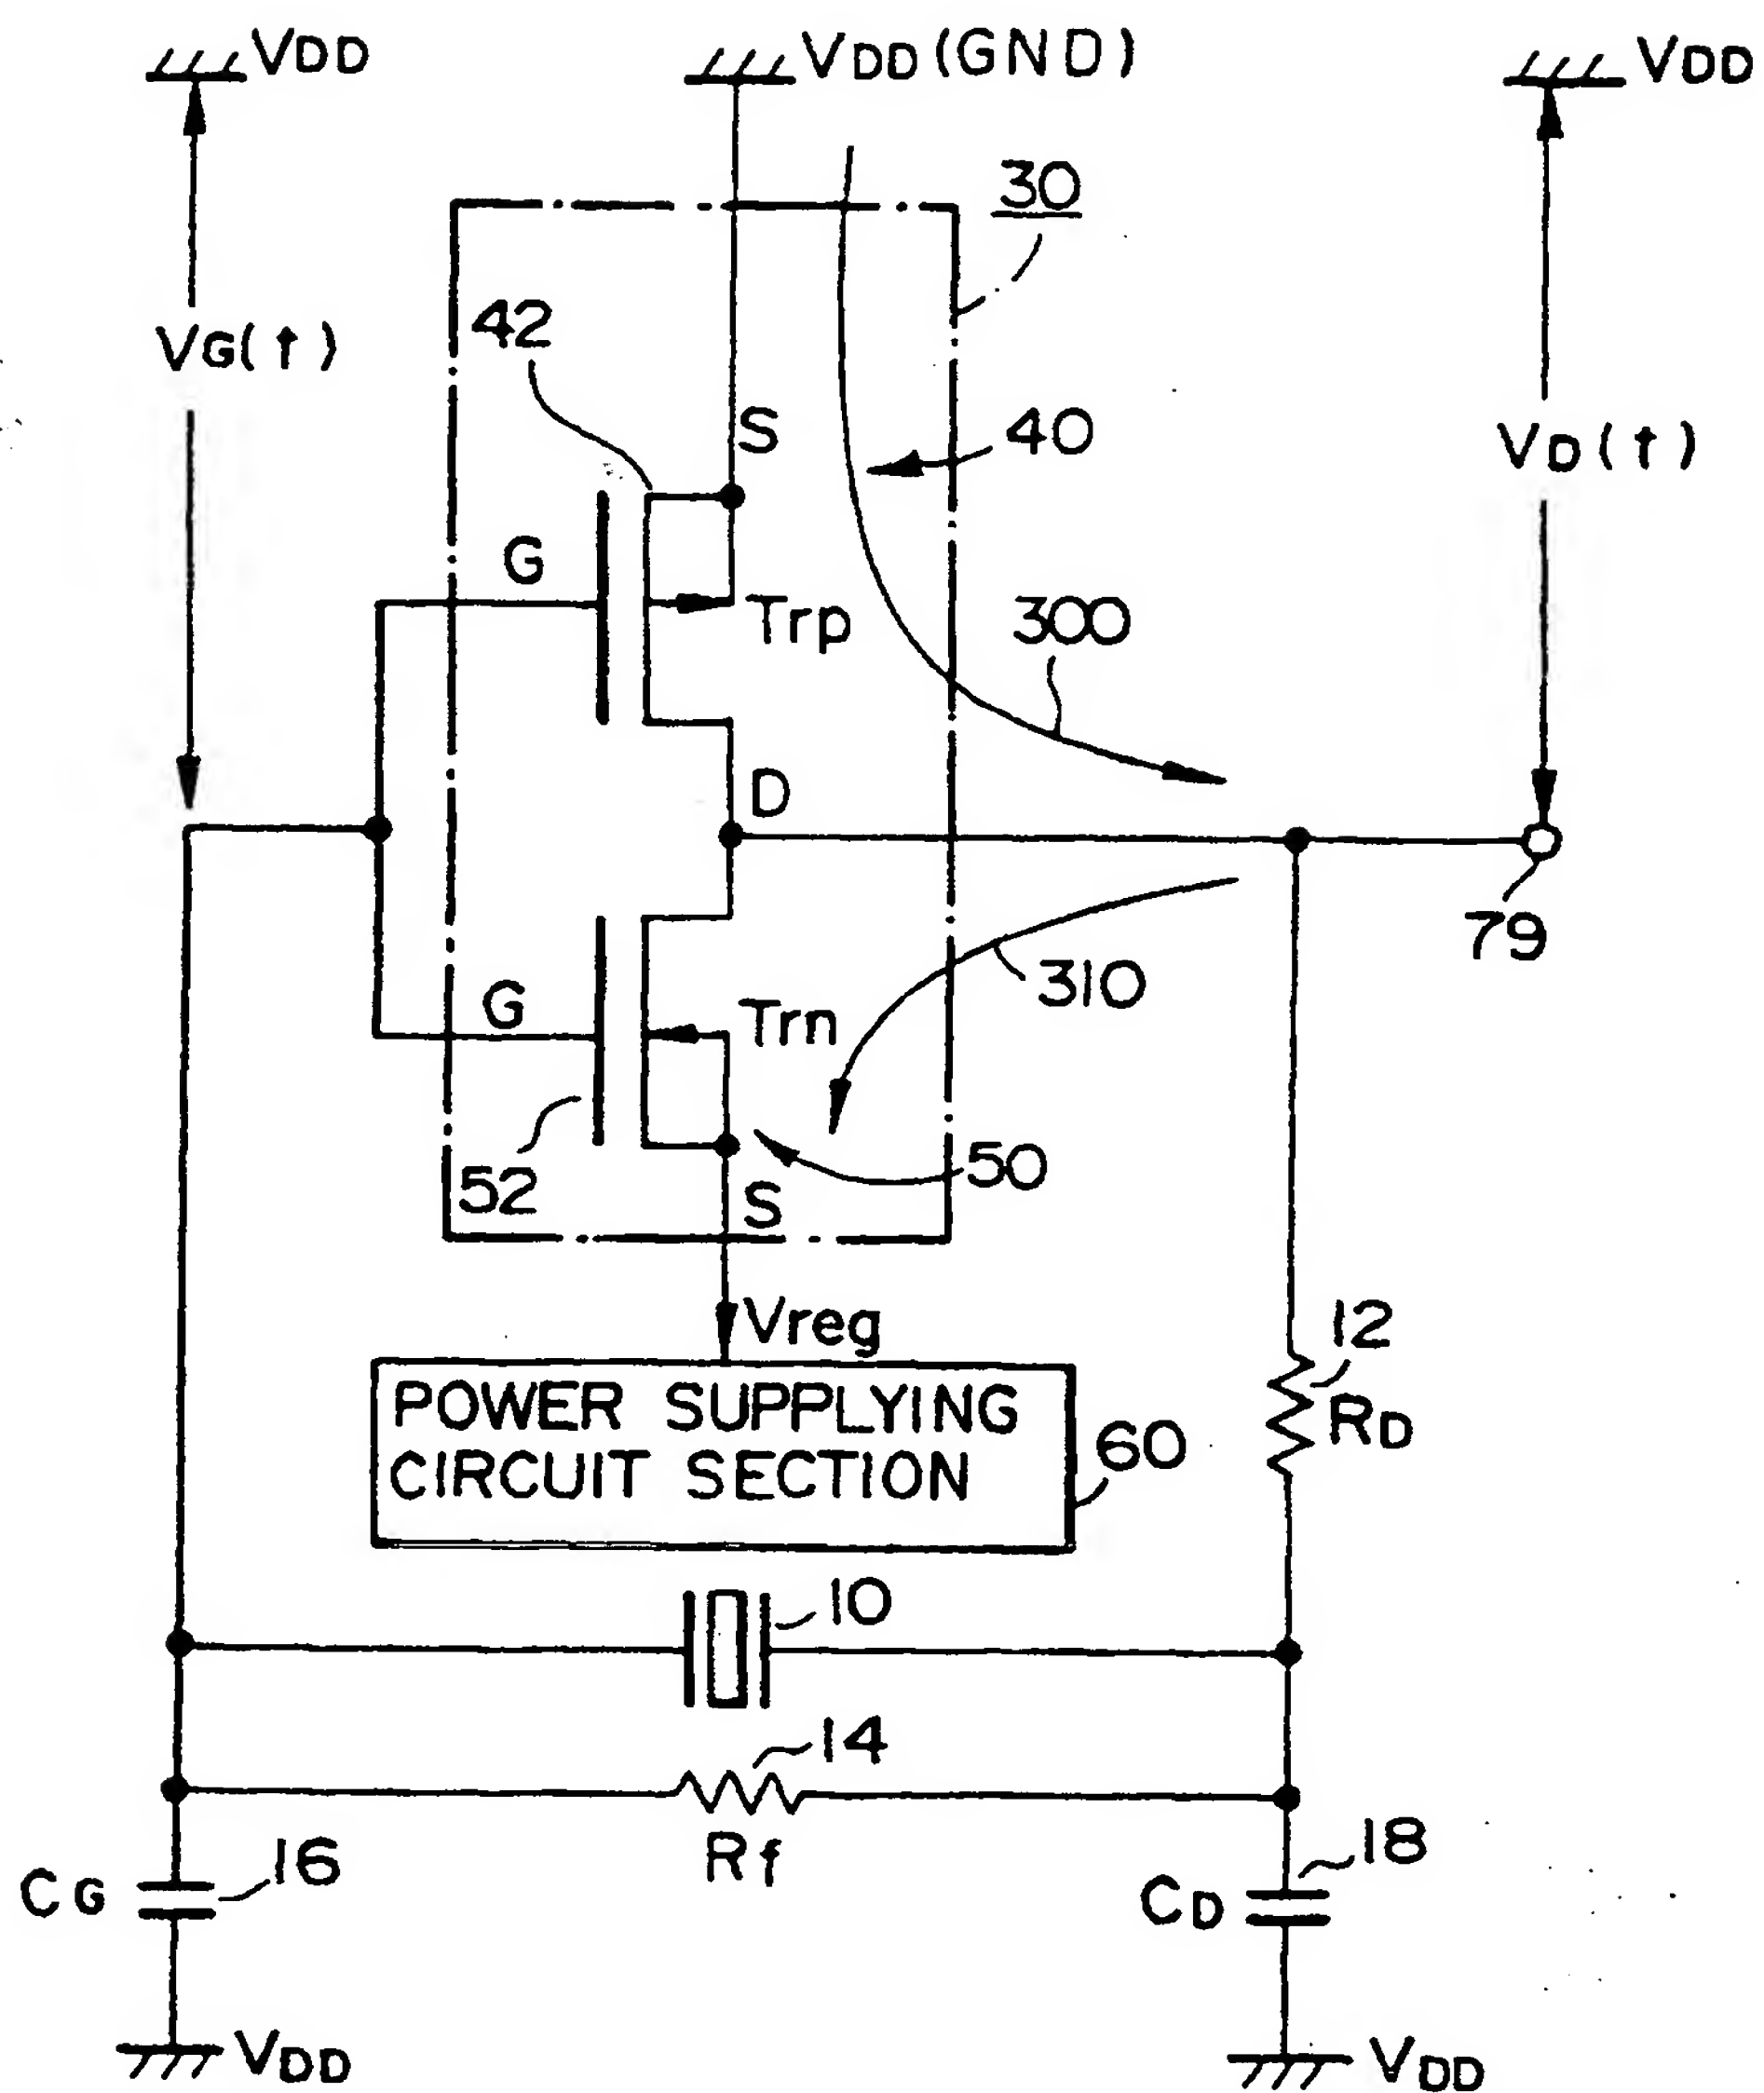 VDD
VDD (GND)
VDD
30
42
VG(t)
S
40
VD(t)
G
Trp
300
D
79
G
Trn
310
52
S
50
Vreg
12
POWER SUPPLYING
CIRCUIT SECTION
60
RD
10
14
Rf
16
CG
18
CD
VDD
VDD